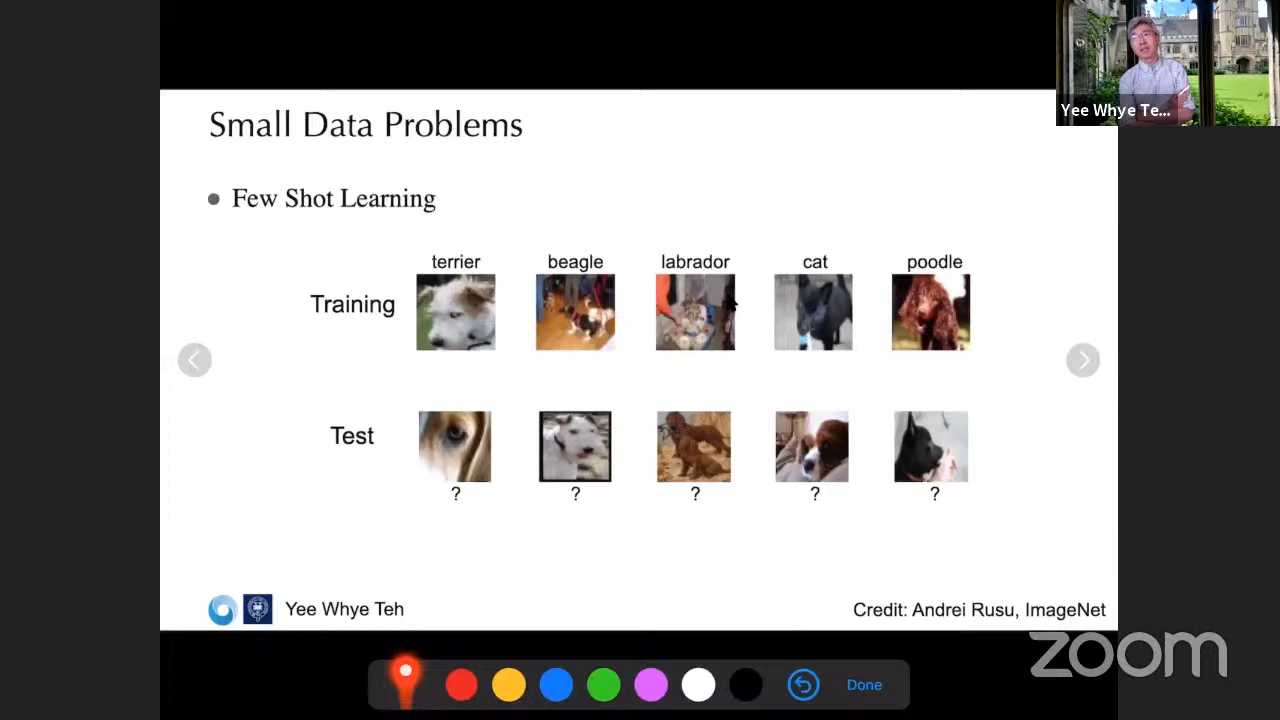 Yee Whye Te...
Small Data Problems
Few Shot Learning
terrier beagle labrador cat poodle
Training
Test
? ? ? ? ?
Yee Whye Teh
Credit: Andrei Rusu, ImageNet
zoom
Done